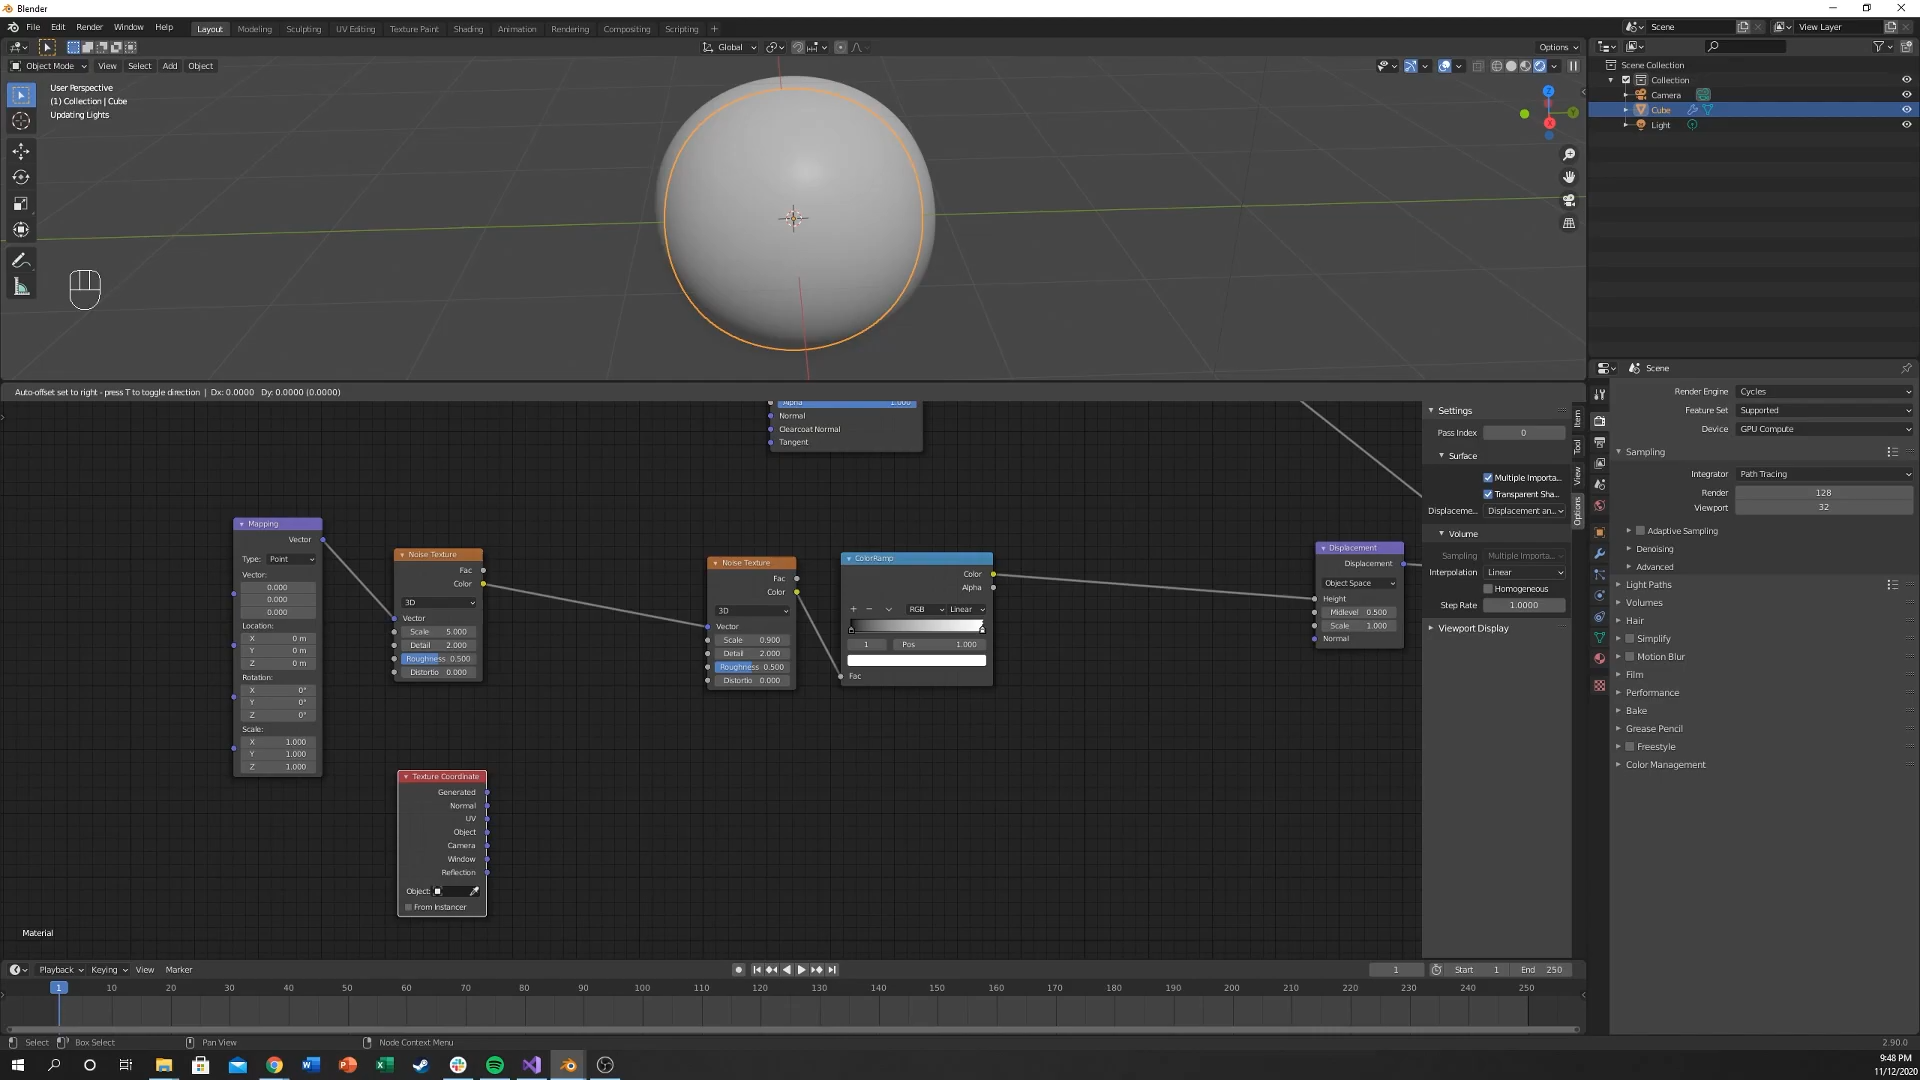 Blender
File Edit Render Window Help
Layout Modeling Sculpting UV Editing Texture Paint Shading Animation Rendering Compositing Scripting +
Scene
View Layer
Global
Options
Object Mode View Select Add Object
User Perspective
(1) Collection | Cube
Updating Lights
Z
Y
X
Scene Collection
Collection
Camera
Cube
Light
Auto-offset set to right - press T to toggle direction | Dx: 0.0000 Dy: 0.0000 (0.0000)
Alpha 1.000
Normal
Clearcoat Normal
Tangent
Mapping
Vector
Type: Point
Vector:
0.000
0.000
0.000
Location:
X 0 m
Y 0 m
Z 0 m
Rotation:
X 0°
Y 0°
Z 0°
Scale:
X 1.000
Y 1.000
Z 1.000
Noise Texture
Fac
Color
3D
Vector
Scale 5.000
Detail 2.000
Roughness 0.500
Distortio 0.000
Noise Texture
Fac
Color
3D
Vector
Scale 0.900
Detail 2.000
Roughness 0.500
Distortio 0.000
ColorRamp
Color
Alpha
+ − RGB Linear
1 Pos 1.000
Fac
Displacement
Displacement
Object Space
Height
Midlevel 0.500
Scale 1.000
Normal
Texture Coordinate
Generated
Normal
UV
Object
Camera
Window
Reflection
Object:
From Instancer
Material
Settings
Pass Index 0
Surface
Multiple Importa...
Transparent Sha...
Displaceme... Displacement an...
Volume
Sampling Multiple Importa...
Interpolation Linear
Homogeneous
Step Rate 1.0000
Viewport Display
Item
Tool
View
Options
Scene
Render Engine Cycles
Feature Set Supported
Device GPU Compute
Sampling
Integrator Path Tracing
Render 128
Viewport 32
Adaptive Sampling
Denoising
Advanced
Light Paths
Volumes
Hair
Simplify
Motion Blur
Film
Performance
Bake
Grease Pencil
Freestyle
Color Management
Playback Keying View Marker
1
Start 1 End 250
1 10 20 30 40 50 60 70 80 90 100 110 120 130 140 150 160 170 180 190 200 210 220 230 240 250
Select Box Select Pan View Node Context Menu
2.90.0
9:48 PM
11/12/2020